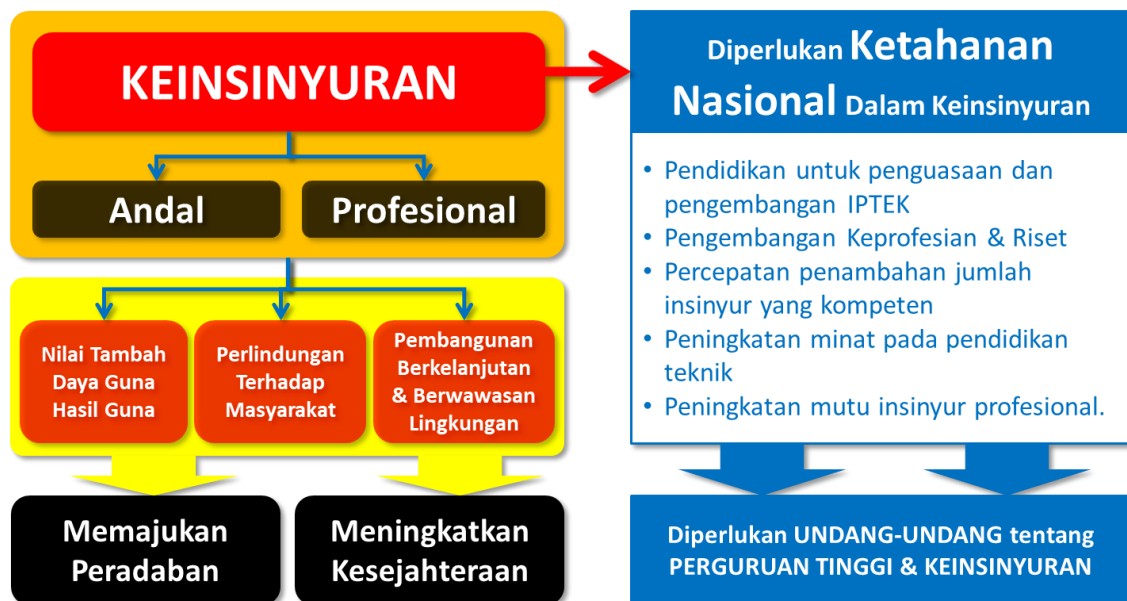 KEINSINYURAN
Andal
Profesional
Nilai Tambah
Daya Guna
Hasil Guna
Perlindungan
Terhadap
Masyarakat
Pembangunan
Berkelanjutan
& Berwawasan
Lingkungan
Memajukan
Peradaban
Meningkatkan
Kesejahteraan
Diperlukan Ketahanan
Nasional Dalam Keinsinyuran
• Pendidikan untuk penguasaan dan
pengembangan IPTEK
• Pengembangan Keprofesian & Riset
• Percepatan penambahan jumlah
insinyur yang kompeten
• Peningkatan minat pada pendidikan
teknik
• Peningkatan mutu insinyur profesional.
Diperlukan UNDANG-UNDANG tentang
PERGURUAN TINGGI & KEINSINYURAN